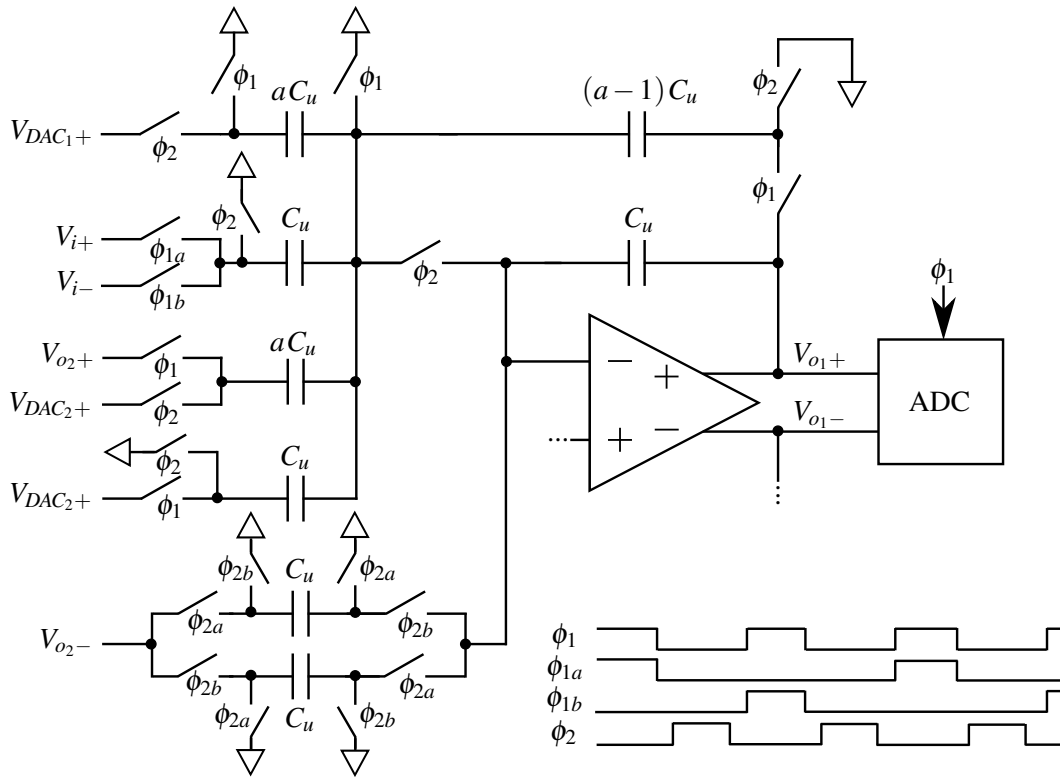 ϕ1
ϕ1
aCu
(a−1)Cu
ϕ2
VDAC1+
ϕ2
ϕ1
Vi+
ϕ1a
ϕ2
Cu
Cu
Vi−
ϕ1b
ϕ2
ϕ1
Vo2+
ϕ1
aCu
−
+
Vo1+
VDAC2+
ϕ2
ADC
+
−
Vo1−
...
ϕ2
Cu
VDAC2+
ϕ1
...
ϕ2b
Cu
ϕ2a
ϕ2a
ϕ2b
Vo2−
ϕ2b
ϕ2a
ϕ2a
Cu
ϕ2b
ϕ1
ϕ1a
ϕ1b
ϕ2